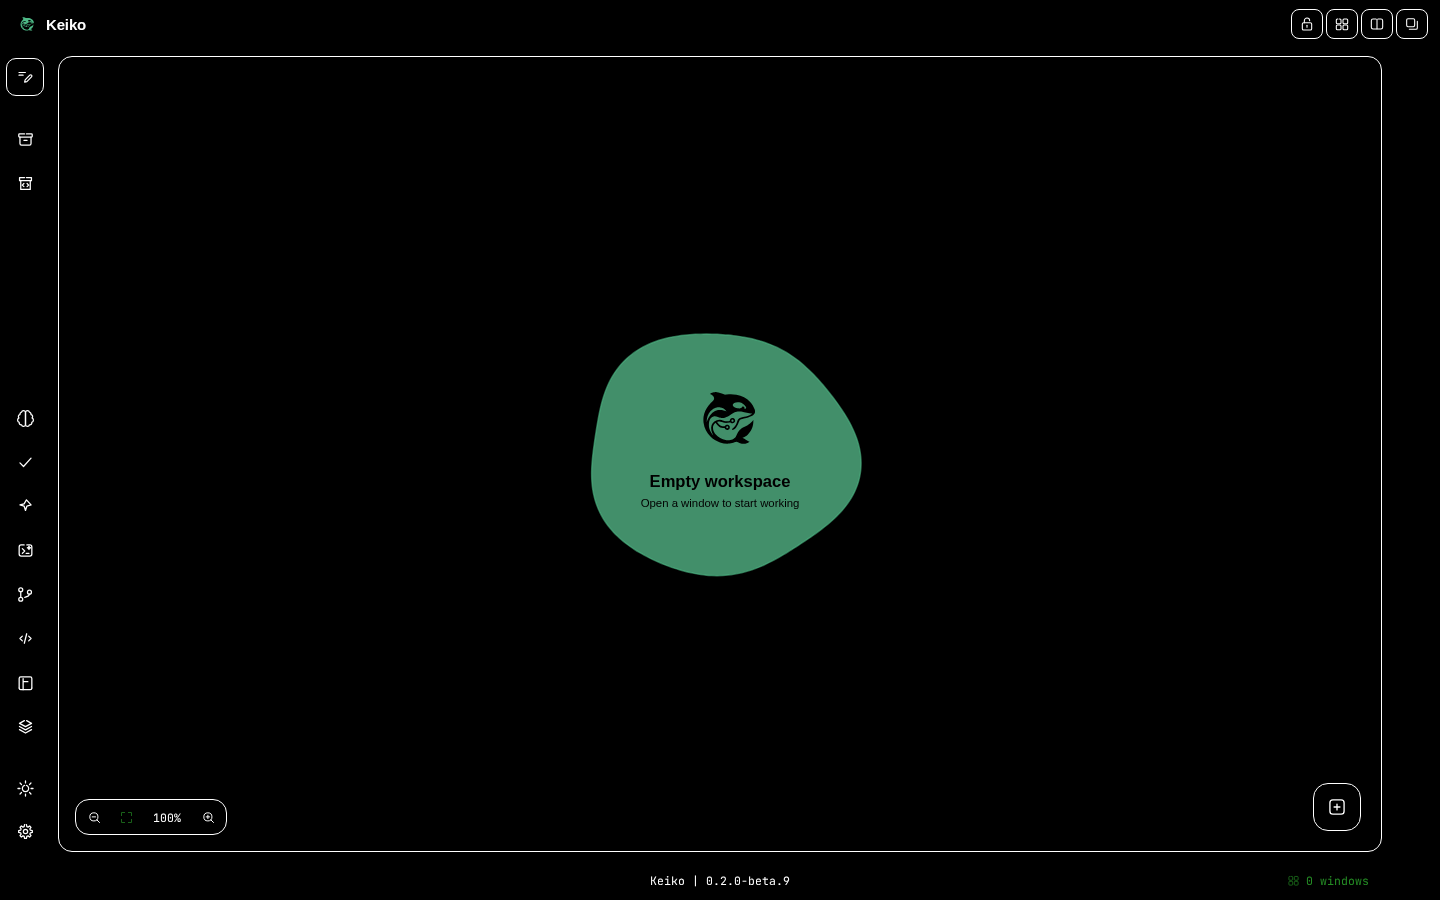 Keiko
Empty workspace
Open a window to start working
100%
Keiko | 0.2.0-beta.9
0 windows